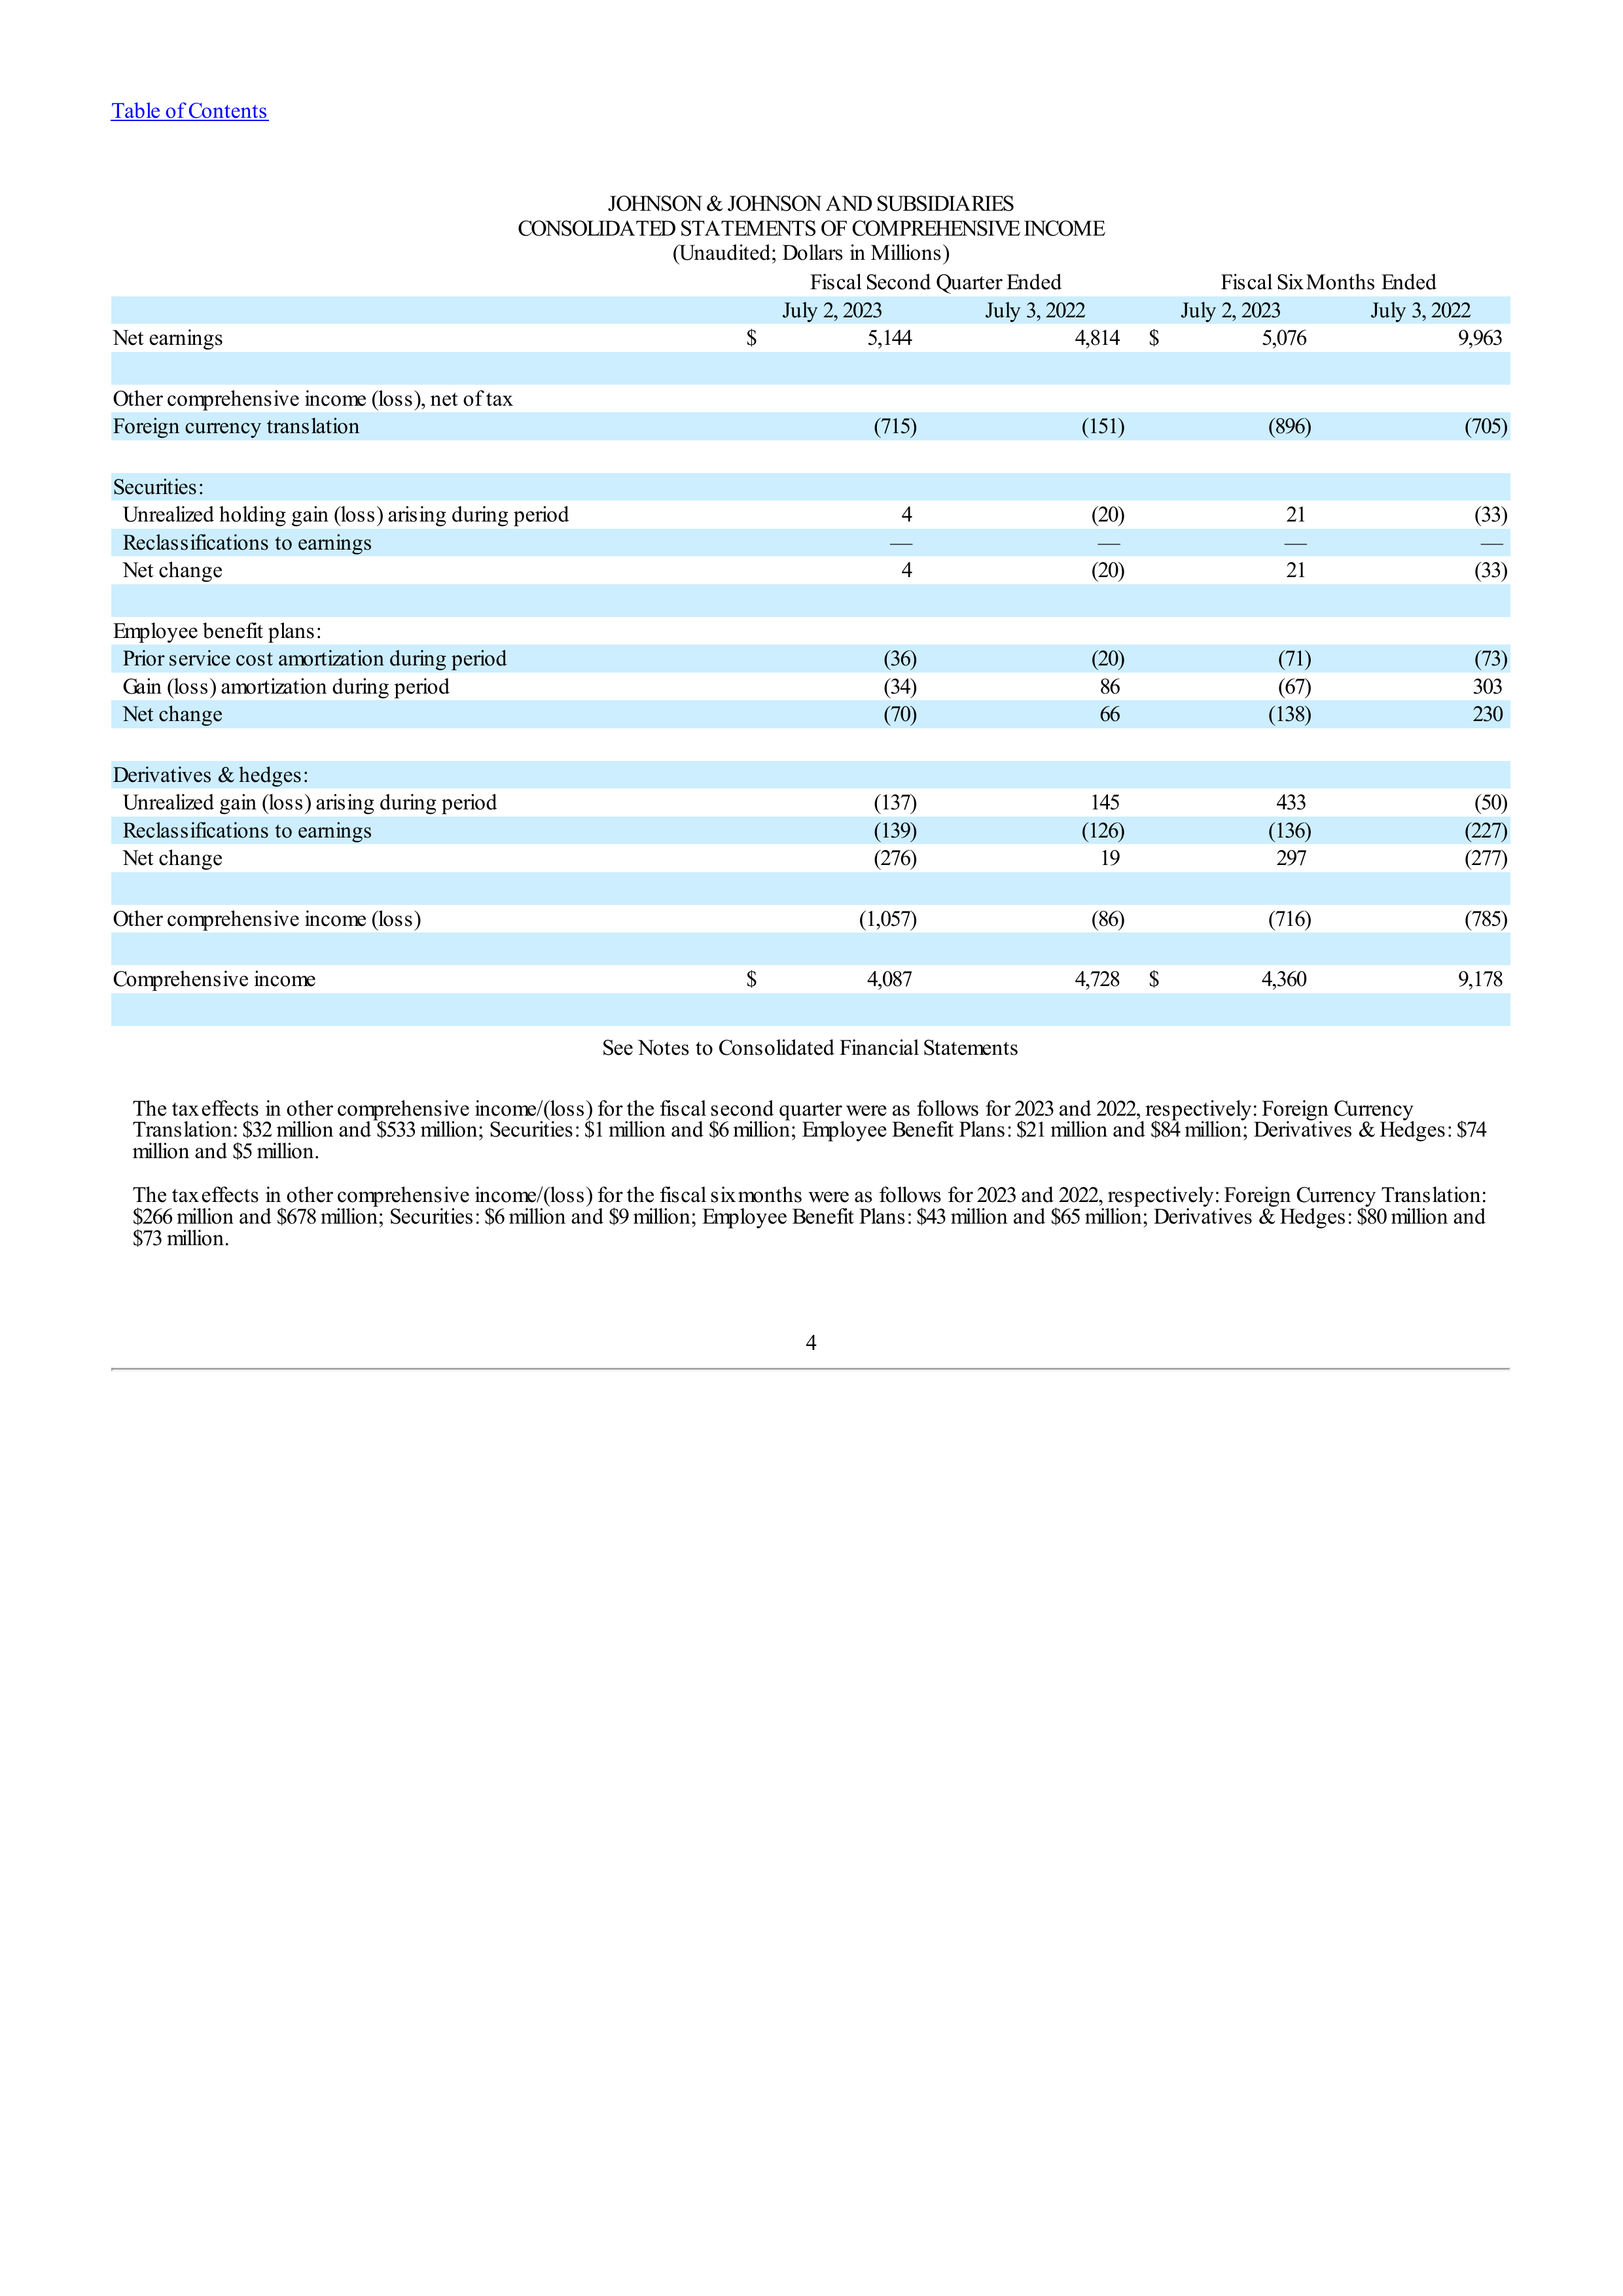 Table of Contents
JOHNSON & JOHNSON AND SUBSIDIARIES
CONSOLIDATED STATEMENTS OF COMPREHENSIVE INCOME
(Unaudited; Dollars in Millions)
Fiscal Second Quarter Ended Fiscal Six Months Ended
July 2, 2023 July 3, 2022 July 2, 2023 July 3, 2022
Net earnings $ 5,144 4,814 $ 5,076 9,963
Other comprehensive income (loss), net of tax
Foreign currency translation (715) (151) (896) (705)
Securities:
Unrealized holding gain (loss) arising during period 4 (20) 21 (33)
Reclassifications to earnings — — — —
Net change 4 (20) 21 (33)
Employee benefit plans:
Prior service cost amortization during period (36) (20) (71) (73)
Gain (loss) amortization during period (34) 86 (67) 303
Net change (70) 66 (138) 230
Derivatives & hedges:
Unrealized gain (loss) arising during period (137) 145 433 (50)
Reclassifications to earnings (139) (126) (136) (227)
Net change (276) 19 297 (277)
Other comprehensive income (loss) (1,057) (86) (716) (785)
Comprehensive income $ 4,087 4,728 $ 4,360 9,178
See Notes to Consolidated Financial Statements
The tax effects in other comprehensive income/(loss) for the fiscal second quarter were as follows for 2023 and 2022, respectively: Foreign Currency
Translation: $32 million and $533 million; Securities: $1 million and $6 million; Employee Benefit Plans: $21 million and $84 million; Derivatives & Hedges: $74
million and $5 million.
The tax effects in other comprehensive income/(loss) for the fiscal six months were as follows for 2023 and 2022, respectively: Foreign Currency Translation:
$266 million and $678 million; Securities: $6 million and $9 million; Employee Benefit Plans: $43 million and $65 million; Derivatives & Hedges: $80 million and
$73 million.
4